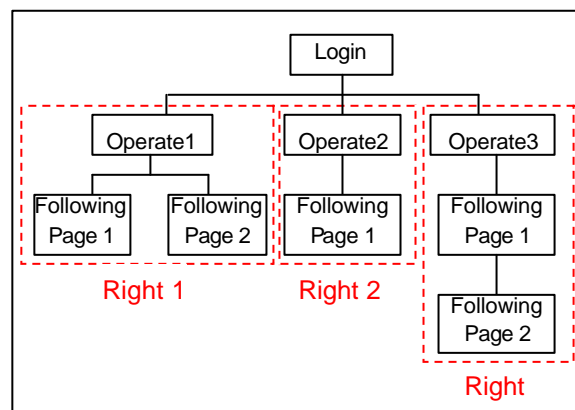 Login
Operate1
Operate2
Operate3
Following
Page 1
Following
Page 2
Following
Page 1
Following
Page 1
Right 1
Right 2
Following
Page 2
Right